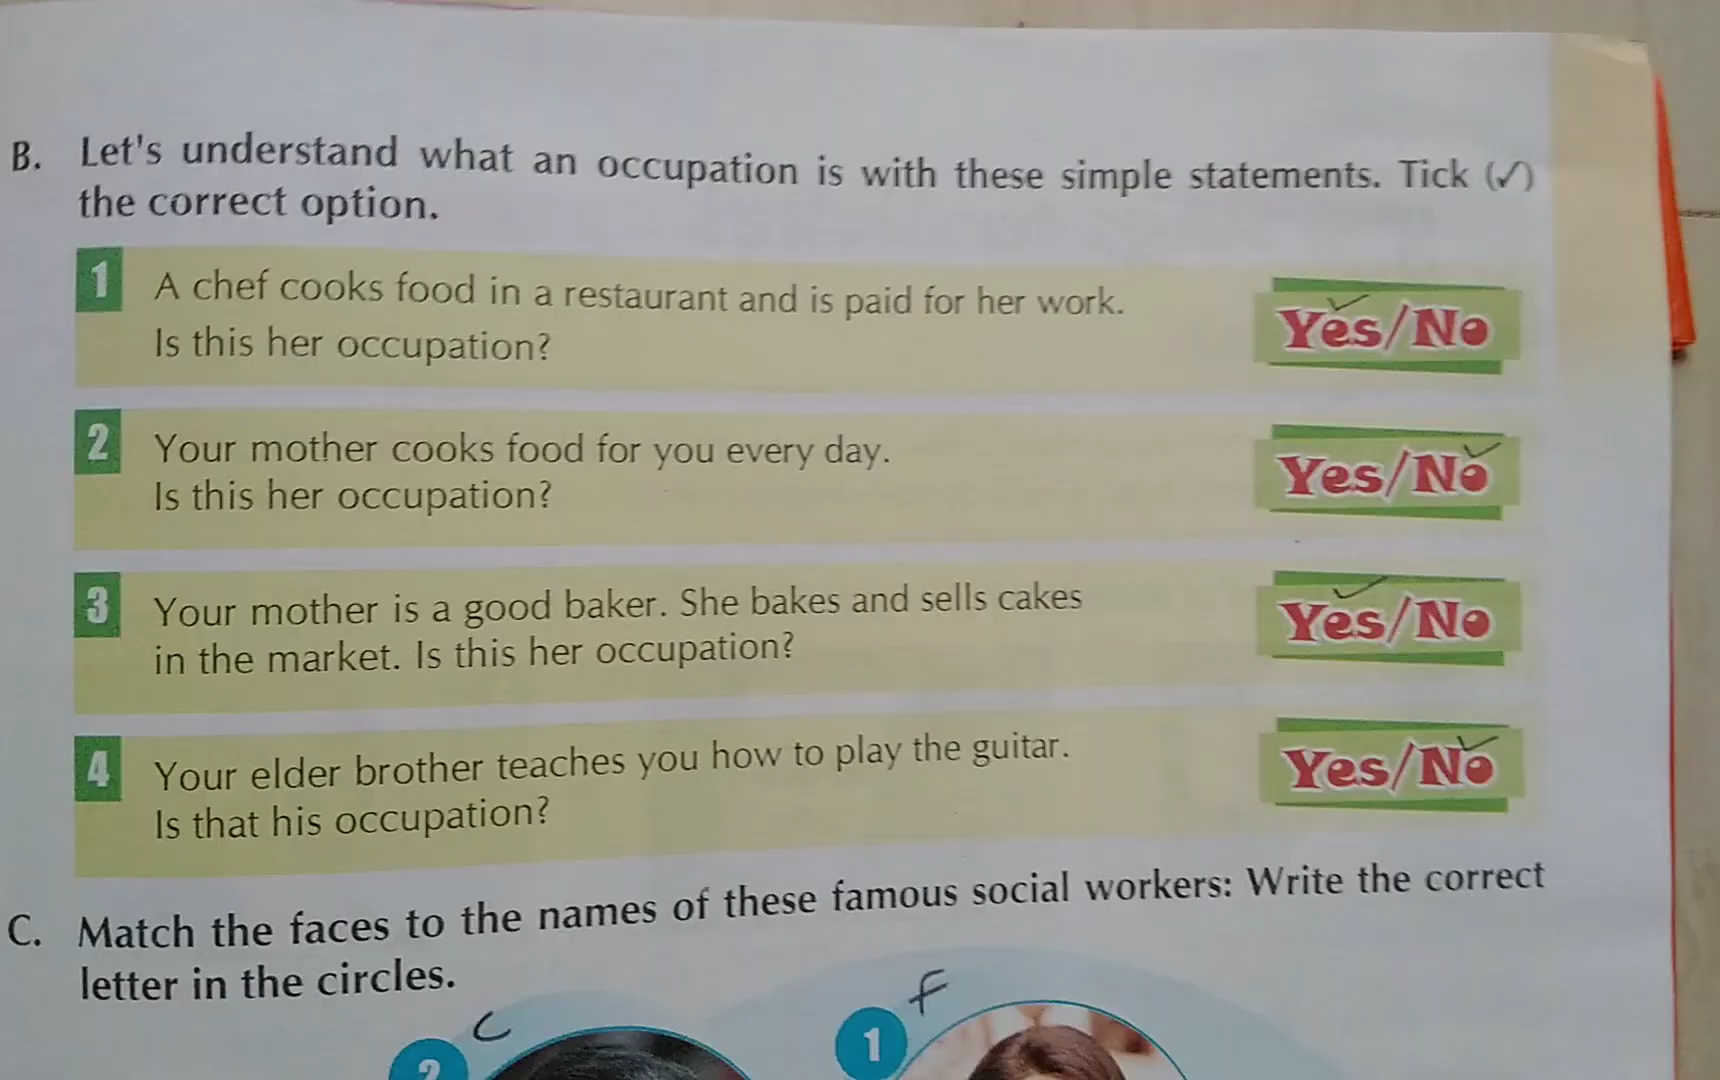 B. Let's understand what an occupation is with these simple statements. Tick (✓)
the correct option.
1 A chef cooks food in a restaurant and is paid for her work.
Is this her occupation?
Yes/No
2 Your mother cooks food for you every day.
Is this her occupation?
Yes/No
3 Your mother is a good baker. She bakes and sells cakes
in the market. Is this her occupation?
Yes/No
4 Your elder brother teaches you how to play the guitar.
Is that his occupation?
Yes/No
C. Match the faces to the names of these famous social workers: Write the correct
letter in the circles.
2 C
1 F